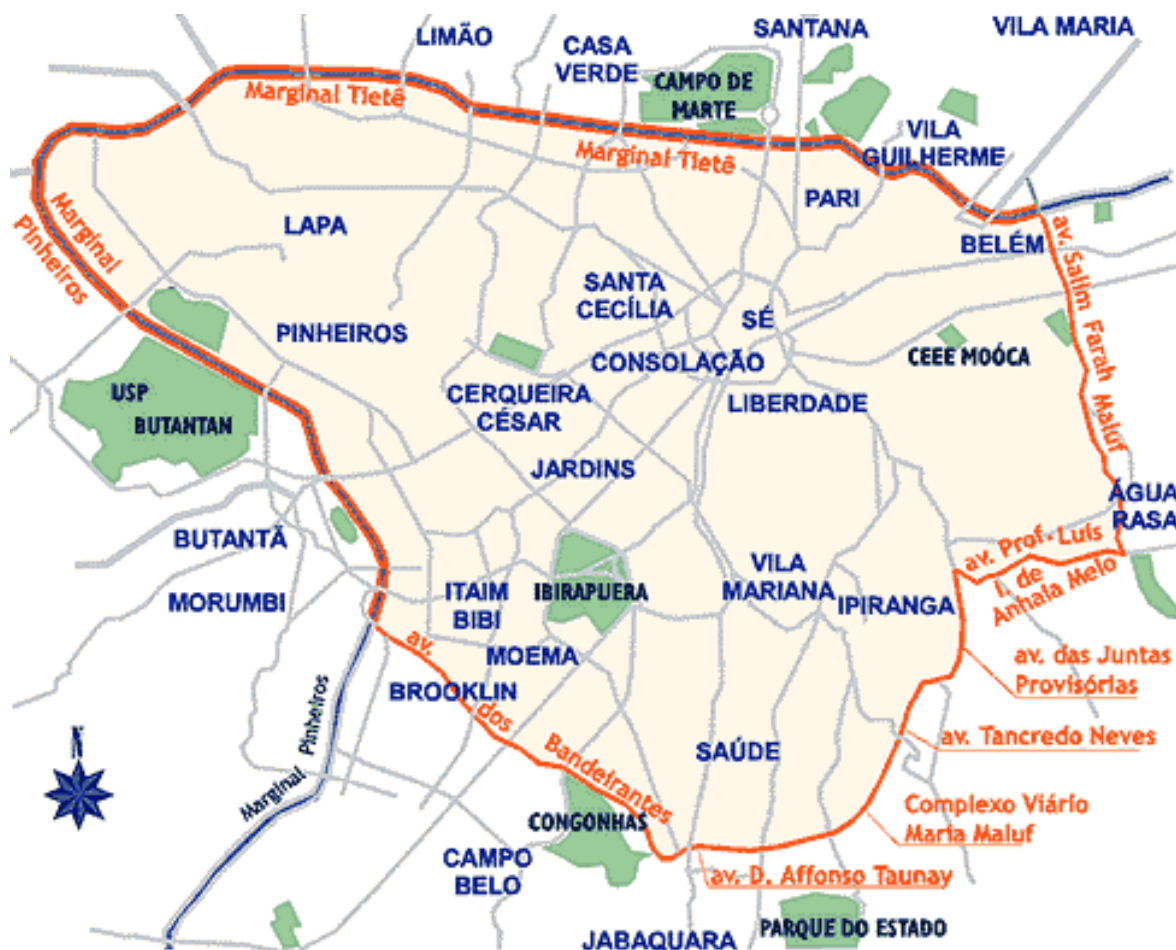 LIMÃO
CASA
VERDE
SANTANA
VILA MARIA
CAMPO DE
MARTE
Marginal Tietê
Marginal Tietê
VILA
GUILHERME
PARI
BELÉM
Marginal
Pinheiros
LAPA
SANTA
CECÍLIA
SÉ
av. Salim Farah Maluf
PINHEIROS
CONSOLAÇÃO
CEEE MOÓCA
USP
BUTANTAN
CERQUEIRA
CÉSAR
LIBERDADE
JARDINS
ÁGUA
RASA
BUTANTÃ
av. Prof. Luis
I. de
Anhaia Melo
VILA
MARIANA
IPIRANGA
MORUMBI
ITAIM
BIBI
IBIRAPUERA
MOEMA
av. das Juntas
Provisórias
BROOKLIN
av. dos Bandeirantes
N
Marginal Pinheiros
SAÚDE
av. Tancredo Neves
CONGONHAS
Complexo Viário
Maria Maluf
CAMPO
BELO
av. D. Affonso Taunay
PARQUE DO ESTADO
JABAQUARA